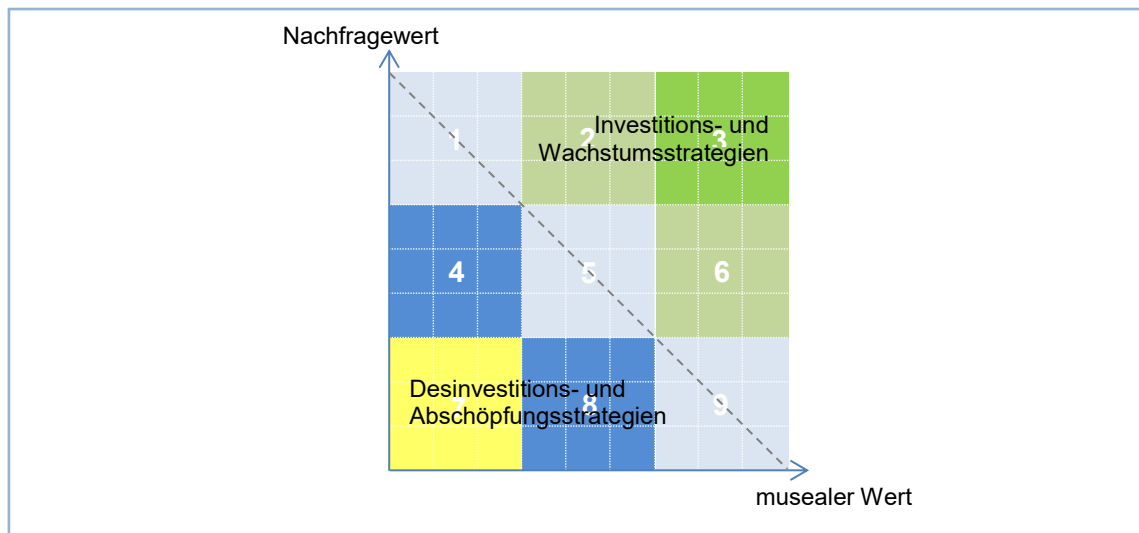 Nachfragewert
1
2
3
Investitions- und
Wachstumsstrategien
4
5
6
Desinvestitions- und
Abschöpfungsstrategien
7
8
9
musealer Wert